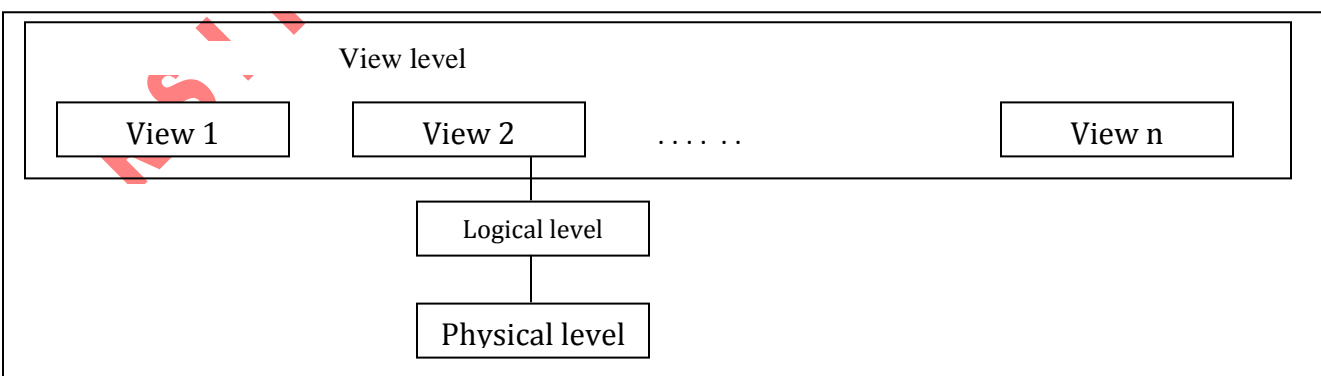 View level
View 1 View 2 . . . . . . View n
Logical level
Physical level